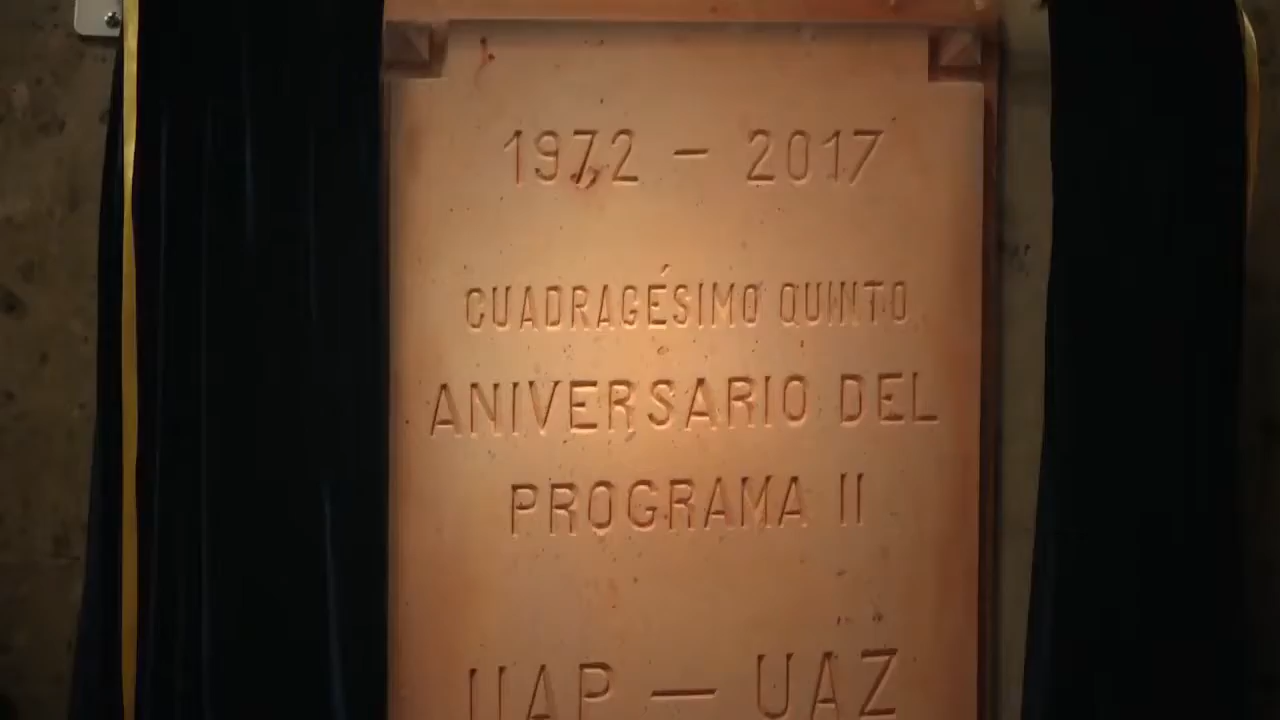 1972 - 2017
CUADRAGÉSIMO QUINTO
ANIVERSARIO DEL
PROGRAMA II
UAP — UAZ